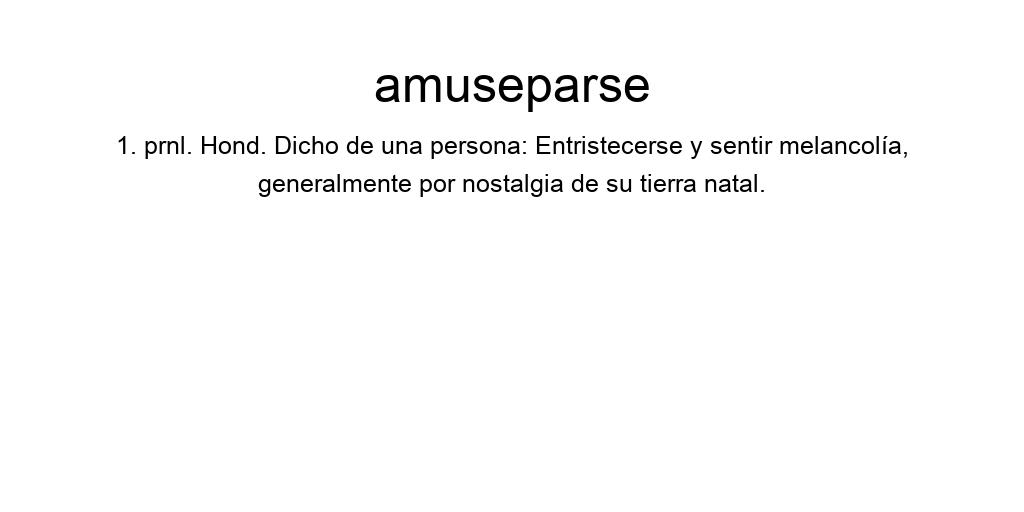 amuseparse
1. prnl. Hond. Dicho de una persona: Entristecerse y sentir melancolía,
generalmente por nostalgia de su tierra natal.